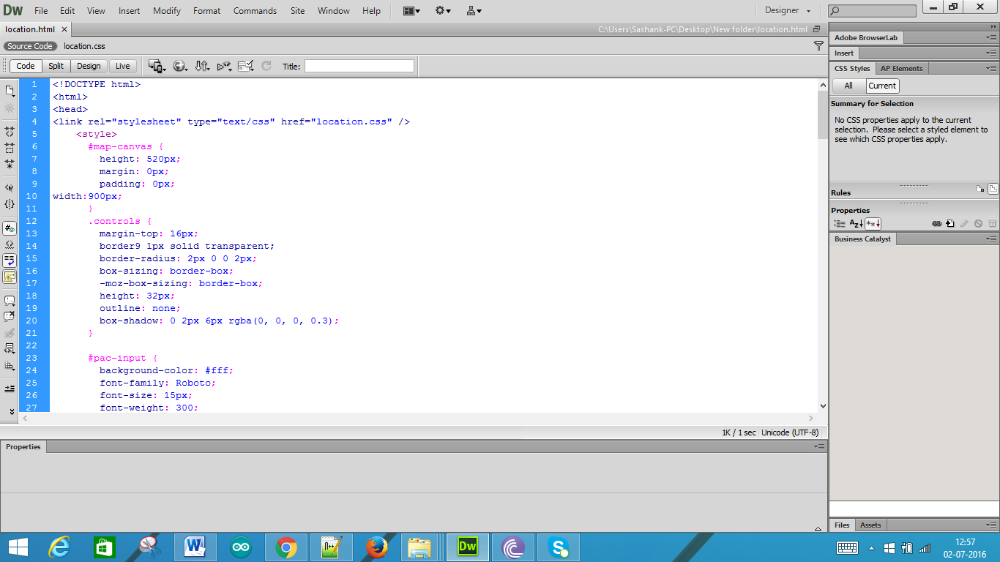 Dw File Edit View Insert Modify Format Commands Site Window Help Designer
location.html × C:\Users\Sashank-PC\Desktop\New folder\location.html
Source Code location.css
Code Split Design Live Title:
1 <!DOCTYPE html>
2 <html>
3 <head>
4 <link rel="stylesheet" type="text/css" href="location.css" />
5 <style>
6 #map-canvas {
7 height: 520px;
8 margin: 0px;
9 padding: 0px;
10 width:900px;
11 }
12 .controls {
13 margin-top: 16px;
14 border9 1px solid transparent;
15 border-radius: 2px 0 0 2px;
16 box-sizing: border-box;
17 -moz-box-sizing: border-box;
18 height: 32px;
19 outline: none;
20 box-shadow: 0 2px 6px rgba(0, 0, 0, 0.3);
21 }
22
23 #pac-input {
24 background-color: #fff;
25 font-family: Roboto;
26 font-size: 15px;
27 font-weight: 300;
1K / 1 sec Unicode (UTF-8)
Properties
Adobe BrowserLab
Insert
CSS Styles AP Elements
All Current
Summary for Selection
No CSS properties apply to the current
selection. Please select a styled element to
see which CSS properties apply.
Rules
Properties
Business Catalyst
Files Assets
Dw
12:57
02-07-2016